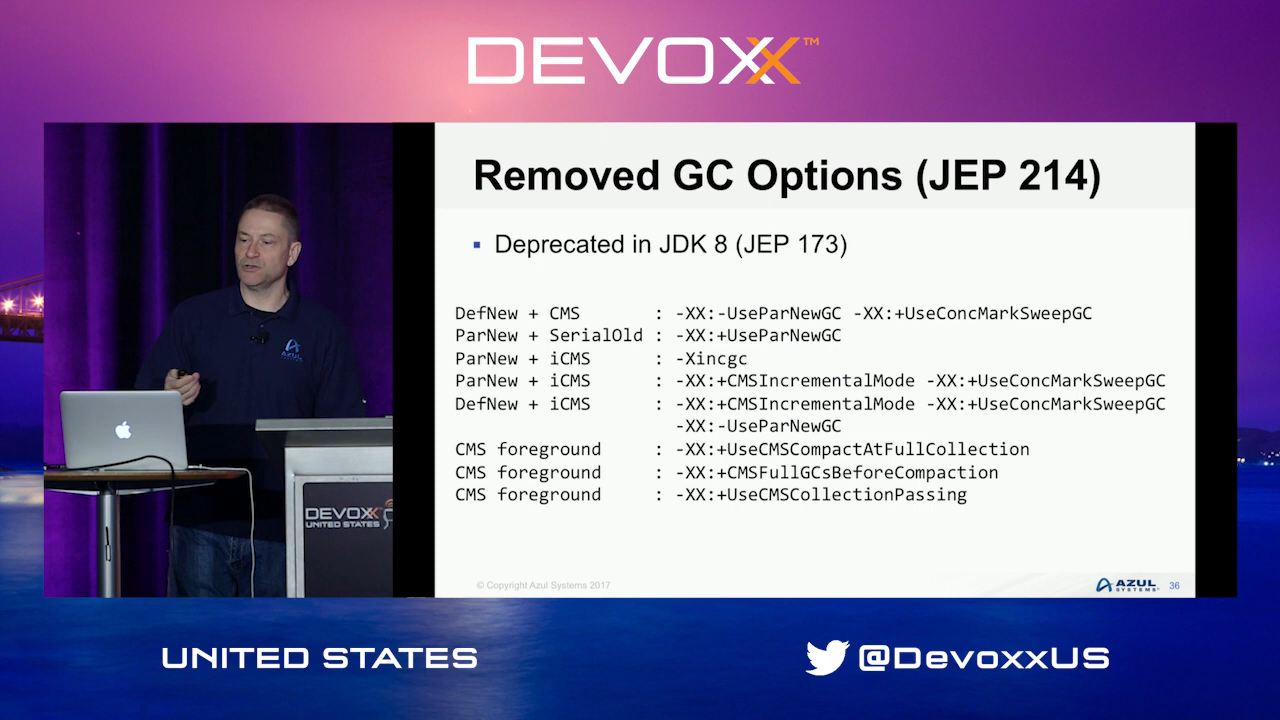 DEVOXX™
Removed GC Options (JEP 214)
▪ Deprecated in JDK 8 (JEP 173)
DefNew + CMS : -XX:-UseParNewGC -XX:+UseConcMarkSweepGC
ParNew + SerialOld : -XX:+UseParNewGC
ParNew + iCMS : -Xincgc
ParNew + iCMS : -XX:+CMSIncrementalMode -XX:+UseConcMarkSweepGC
DefNew + iCMS : -XX:+CMSIncrementalMode -XX:+UseConcMarkSweepGC
-XX:-UseParNewGC
CMS foreground : -XX:+UseCMSCompactAtFullCollection
CMS foreground : -XX:+CMSFullGCsBeforeCompaction
CMS foreground : -XX:+UseCMSCollectionPassing
© Copyright Azul Systems 2017
AZUL
SYSTEMS
36
AZUL
DEVOXX
UNITED STATES
UNITED STATES
@DevoxxUS